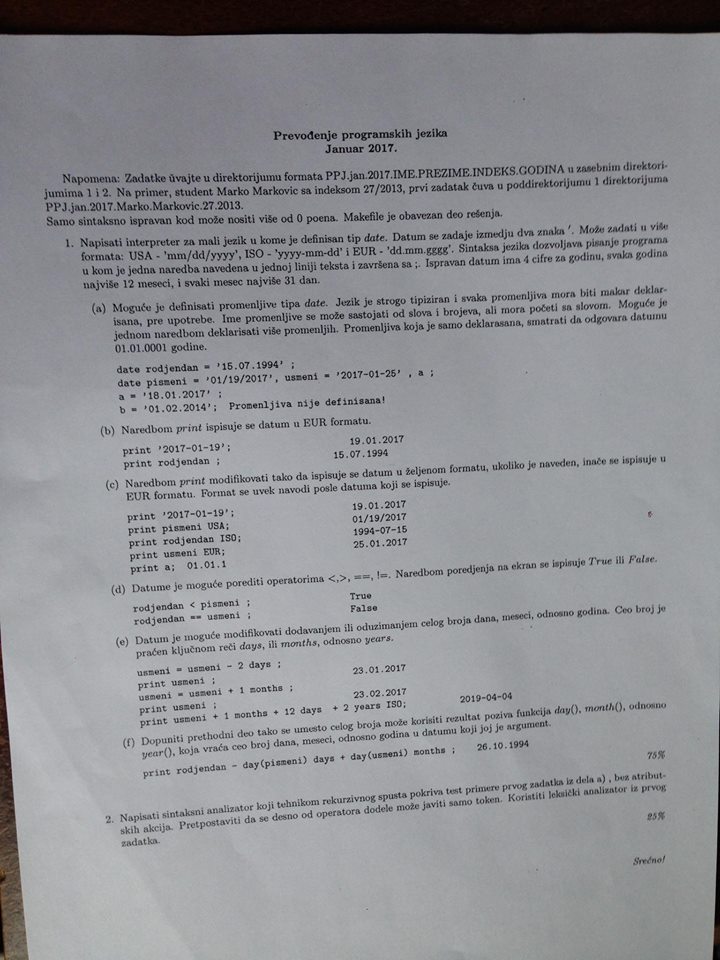 Prevođenje programskih jezika
Januar 2017.
Napomena: Zadatke čuvajte u direktorijumu formata PPJ.jan.2017.IME.PREZIME.INDEKS.GODINA u zasebnim direktori-
jumima 1 i 2. Na primer, student Marko Markovic sa indeksom 27/2013, prvi zadatak čuva u poddirektorijumu 1 direktorijuma
PPJ.jan.2017.Marko.Markovic.27.2013.
Samo sintaksno ispravan kod može nositi više od 0 poena. Makefile je obavezan deo rešenja.
1. Napisati interpreter za mali jezik u kome je definisan tip date. Datum se zadaje izmedju dva znaka '. Može zadati u više
formata: USA - 'mm/dd/yyyy', ISO - 'yyyy-mm-dd' i EUR - 'dd.mm.gggg'. Sintaksa jezika dozvoljava pisanje programa
u kom je jedna naredba navedena u jednoj liniji teksta i završena sa ;. Ispravan datum ima 4 cifre za godinu, svaka godina
najviše 12 meseci, i svaki mesec najviše 31 dan.
(a) Moguće je definisati promenljive tipa date. Jezik je strogo tipiziran i svaka promenljiva mora biti makar deklar-
isana, pre upotrebe. Ime promenljive se može sastojati od slova i brojeva, ali mora početi sa slovom. Moguće je
jednom naredbom deklarisati više promenljih. Promenljiva koja je samo deklarasana, smatrati da odgovara datumu
01.01.0001 godine.
date rodjendan = '15.07.1994' ;
date pismeni = '01/19/2017', usmeni = '2017-01-25' , a ;
a = '18.01.2017' ;
b = '01.02.2014'; Promenljiva nije definisana!
(b) Naredbom print ispisuje se datum u EUR formatu.
print '2017-01-19'; 19.01.2017
print rodjendan ; 15.07.1994
(c) Naredbom print modifikovati tako da ispisuje se datum u željenom formatu, ukoliko je naveden, inače se ispisuje u
EUR formatu. Format se uvek navodi posle datuma koji se ispisuje.
print '2017-01-19'; 19.01.2017
print pismeni USA; 01/19/2017
print rodjendan ISO; 1994-07-15
print usmeni EUR; 25.01.2017
print a; 01.01.1
(d) Datume je moguće porediti operatorima <,>, ==, !=. Naredbom poredjenja na ekran se ispisuje True ili False.
rodjendan < pismeni ; True
rodjendan == usmeni ; False
(e) Datum je moguće modifikovati dodavanjem ili oduzimanjem celog broja dana, meseci, odnosno godina. Ceo broj je
praćen ključnom reči days, ili months, odnosno years.
usmeni = usmeni - 2 days ;
print usmeni ; 23.01.2017
usmeni = usmeni + 1 months ;
print usmeni ; 23.02.2017
print usmeni + 1 months + 12 days + 2 years ISO; 2019-04-04
(f) Dopuniti prethodni deo tako se umesto celog broja može korisiti rezultat poziva funkcija day(), month(), odnosno
year(), koja vraća ceo broj dana, meseci, odnosno godina u datumu koji joj je argument.
print rodjendan - day(pismeni) days + day(usmeni) months ; 26.10.1994
75%
2. Napisati sintaksni analizator koji tehnikom rekurzivnog spusta pokriva test primere prvog zadatka iz dela a) , bez atribut-
skih akcija. Pretpostaviti da se desno od operatora dodele može javiti samo token. Koristiti leksički analizator iz prvog
zadatka.
25%
Srećno!